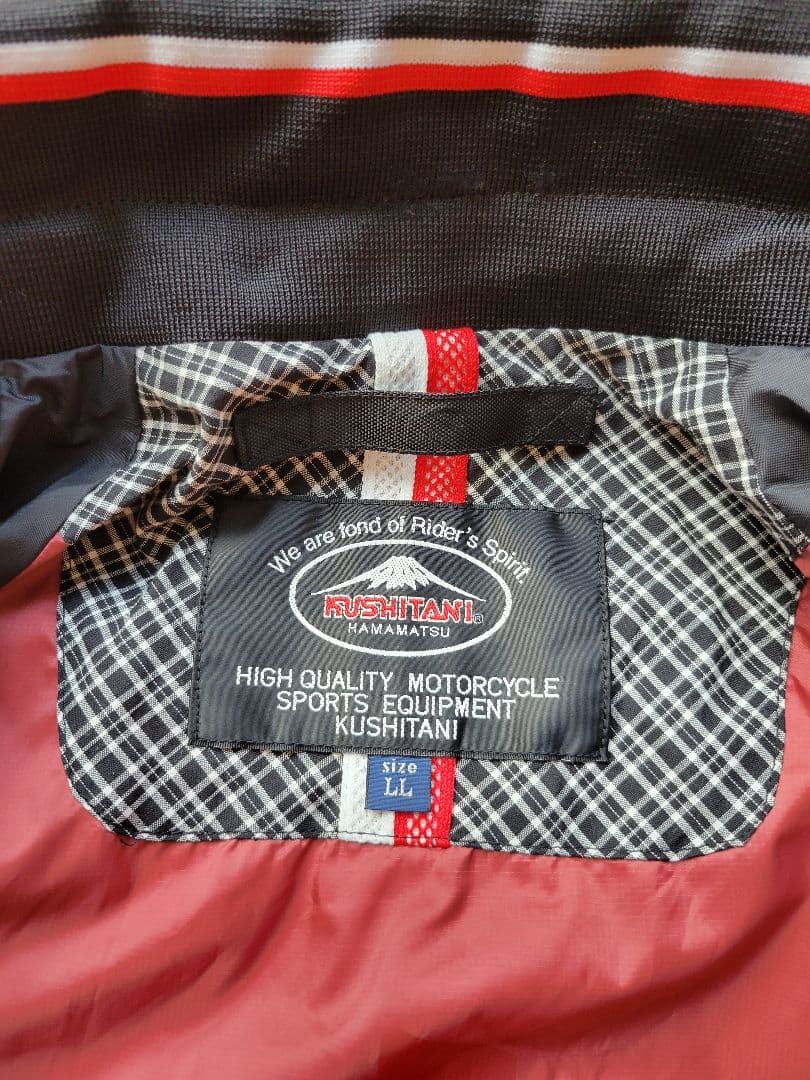 We are fond of Rider's Spirit.
KUSHITANI®
HAMAMATSU
HIGH QUALITY MOTORCYCLE
SPORTS EQUIPMENT
KUSHITANI
size
LL